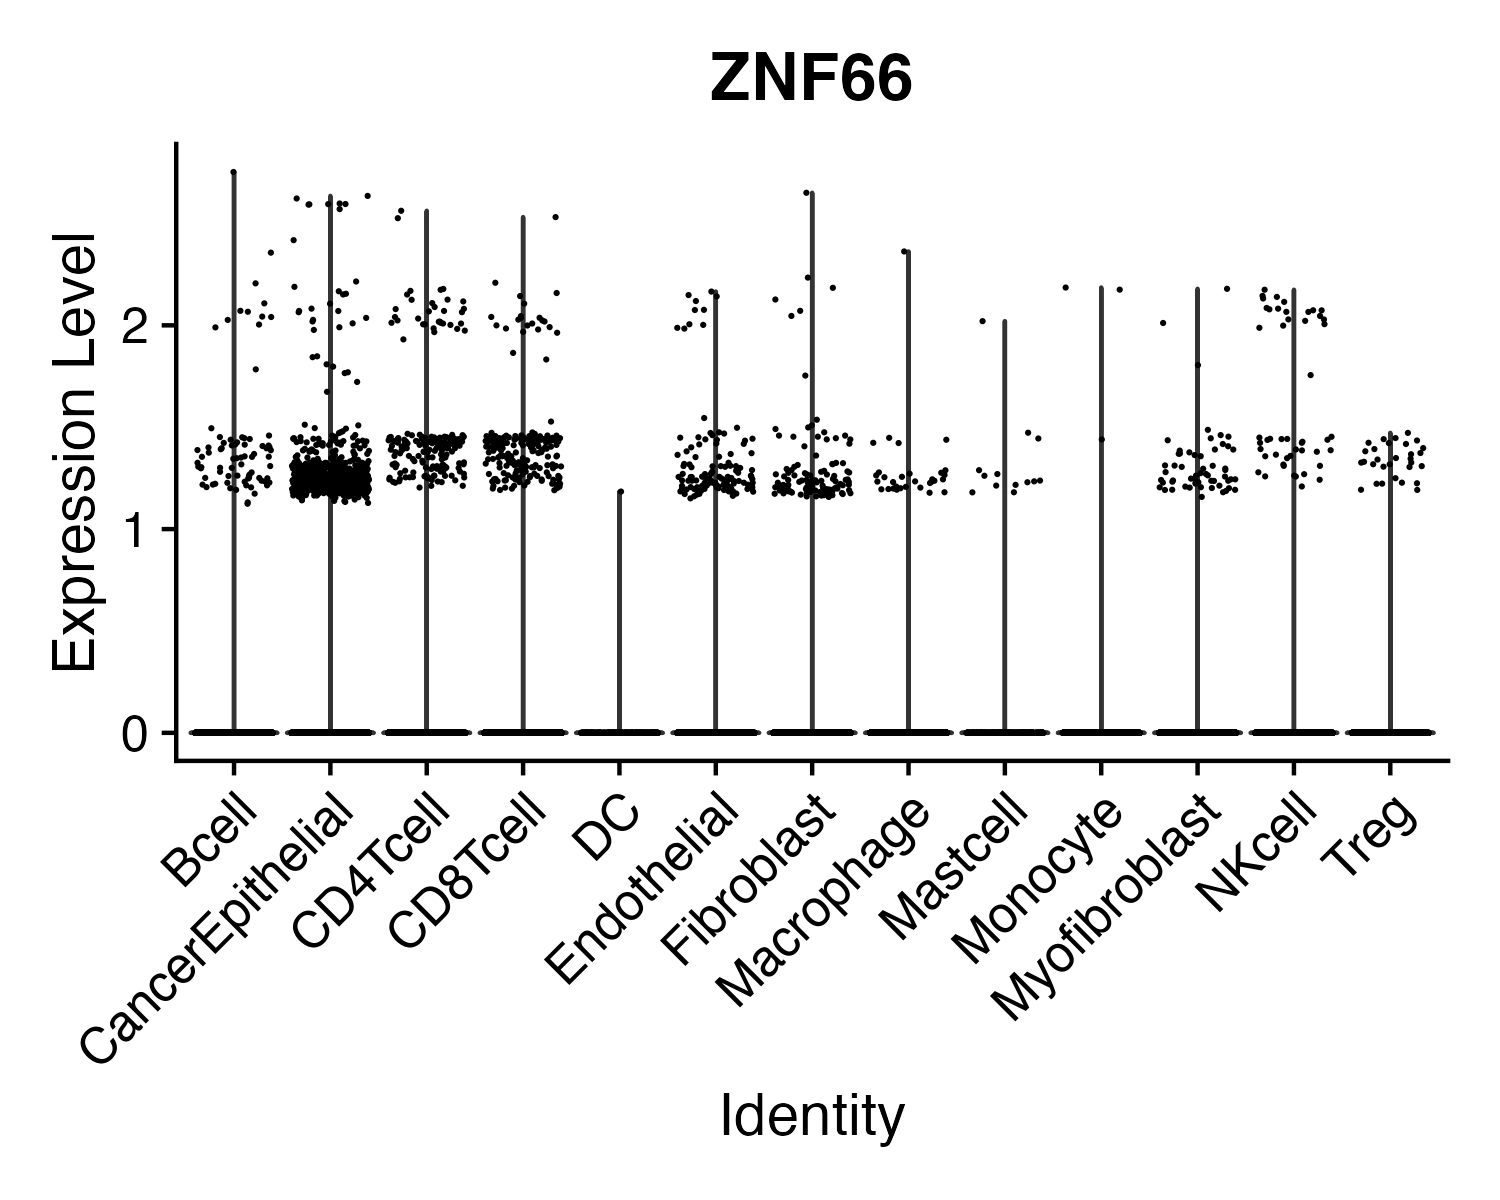 ZNF66
Expression Level
2
1
0
Bcell
CancerEpithelial
CD4Tcell
CD8Tcell
DC
Endothelial
Fibroblast
Macrophage
Mastcell
Monocyte
Myofibroblast
NKcell
Treg
Identity